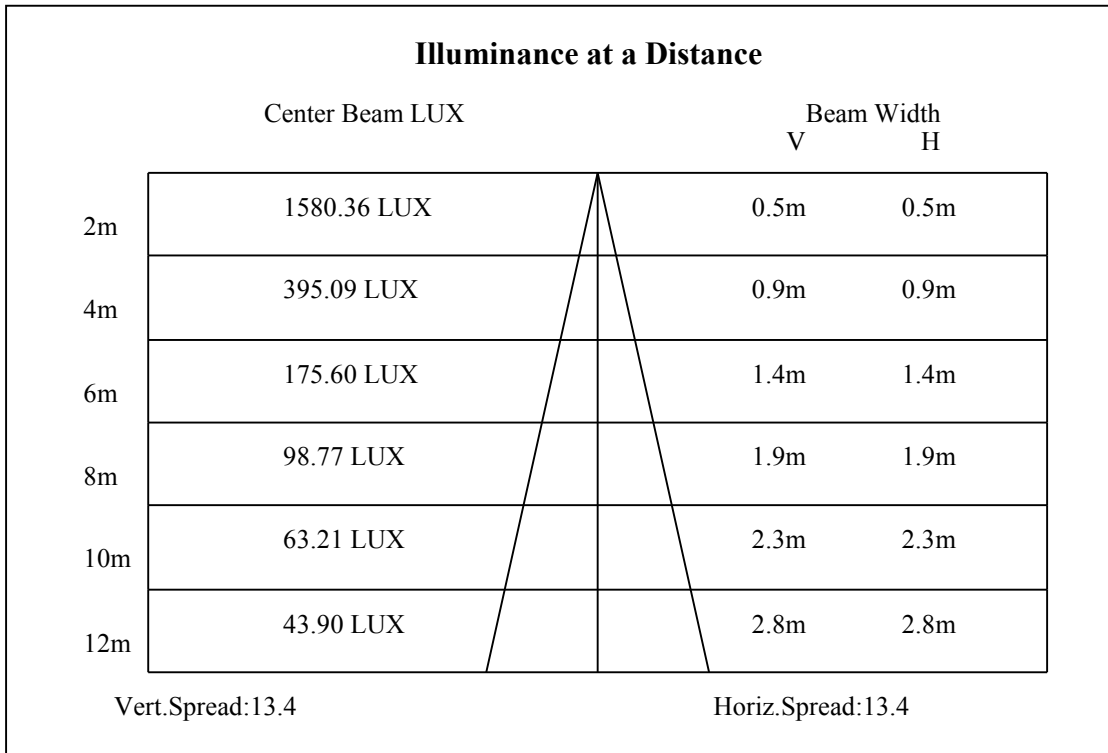 Illuminance at a Distance
Center Beam LUX Beam Width
V H
2m 1580.36 LUX 0.5m 0.5m
4m 395.09 LUX 0.9m 0.9m
6m 175.60 LUX 1.4m 1.4m
8m 98.77 LUX 1.9m 1.9m
10m 63.21 LUX 2.3m 2.3m
12m 43.90 LUX 2.8m 2.8m
Vert.Spread:13.4 Horiz.Spread:13.4